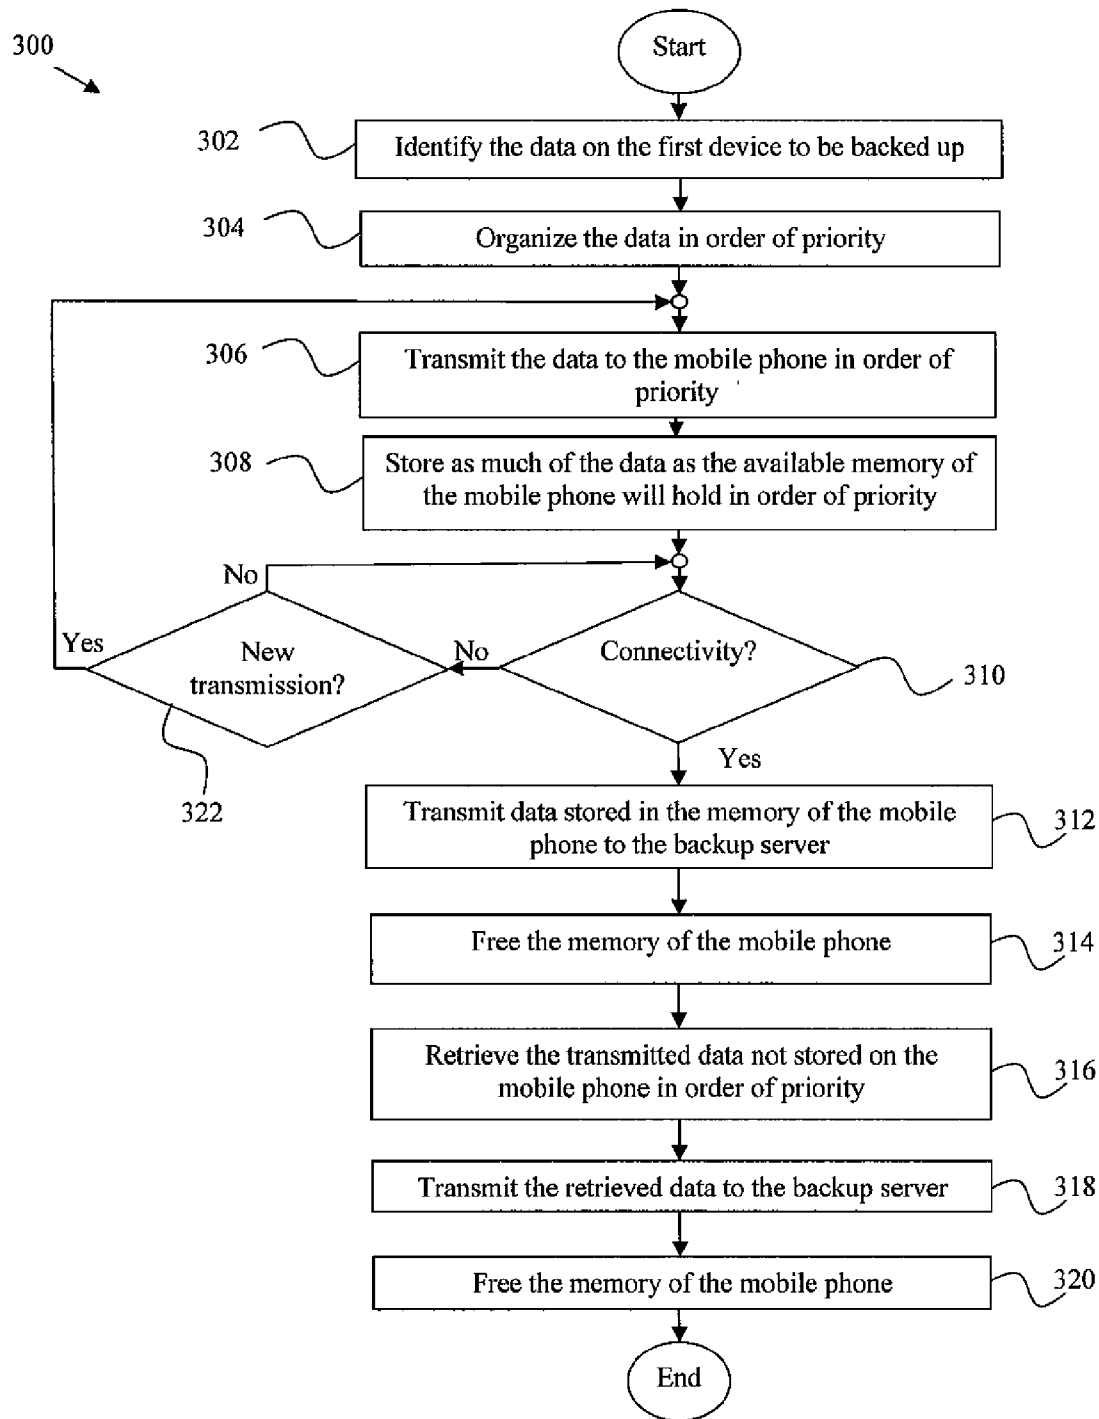 300
Start
302
Identify the data on the first device to be backed up
304
Organize the data in order of priority
306
Transmit the data to the mobile phone in order of
priority
308
Store as much of the data as the available memory of
the mobile phone will hold in order of priority
No
Yes
New
transmission?
No
Connectivity?
310
322
Yes
Transmit data stored in the memory of the mobile
phone to the backup server
312
Free the memory of the mobile phone
314
Retrieve the transmitted data not stored on the
mobile phone in order of priority
316
Transmit the retrieved data to the backup server
318
Free the memory of the mobile phone
320
End